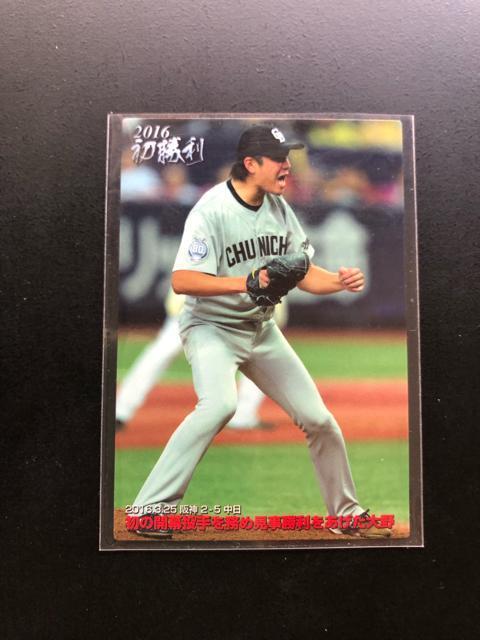 2016
初勝利
CHUNICHI
80
2016.3.25 阪神 2-5 中日
初の開幕投手を務め見事勝利をあげた大野